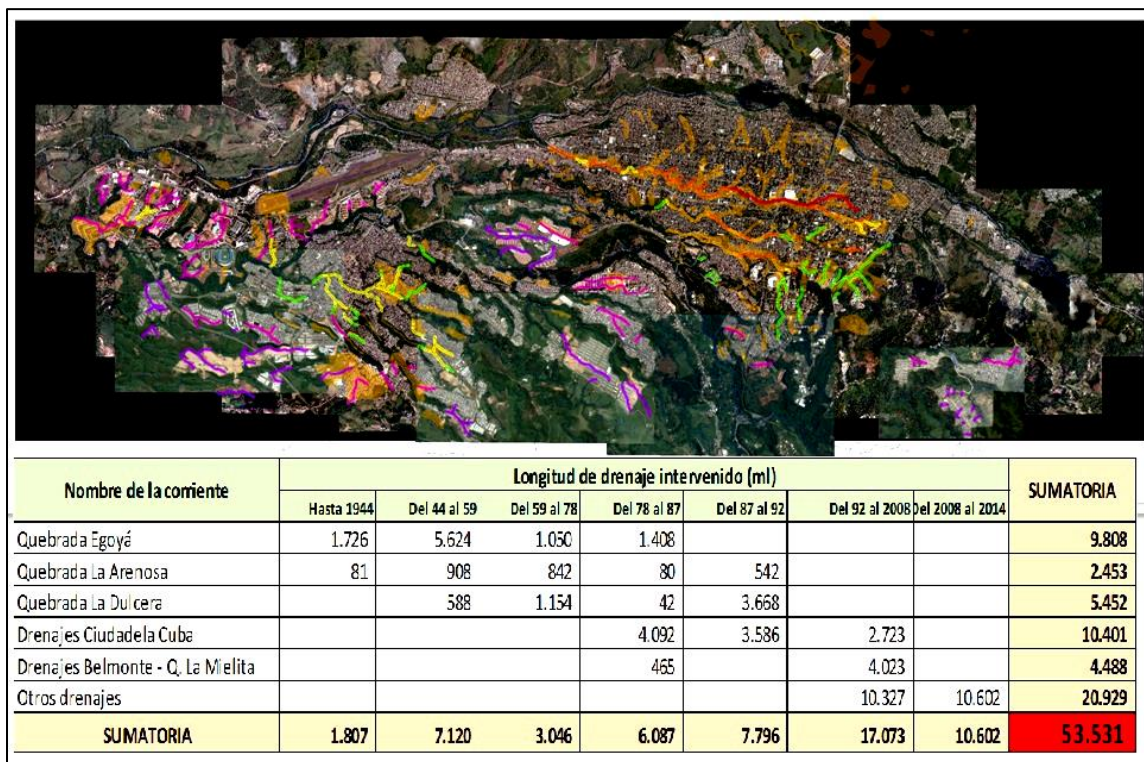 Longitud de drenaje intervenido (ml)
Nombre de la corriente SUMATORIA
Hasta 1944 Del 44 al 59 Del 59 al 78 Del 78 al 87 Del 87 al 92 Del 92 al 2008 Del 2008 al 2014
Quebrada Egoyá 1.726 5.624 1.050 1.408 9.808
Quebrada La Arenosa 81 908 842 80 542 2.453
Quebrada La Dulcera 588 1.154 42 3.668 5.452
Drenajes Ciudadela Cuba 4.092 3.586 2.723 10.401
Drenajes Belmonte - Q. La Mielita 465 4.023 4.488
Otros drenajes 10.327 10.602 20.929
SUMATORIA 1.807 7.120 3.046 6.087 7.796 17.073 10.602 53.531